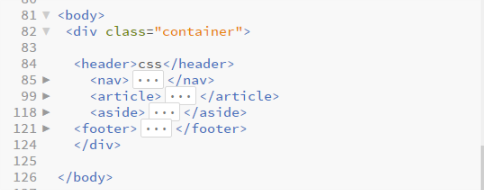 81 <body>
82 <div class="container">
83
84 <header>css</header>
85 <nav>...</nav>
99 <article>...</article>
118 <aside>...</aside>
121 <footer>...</footer>
124 </div>
125
126 </body>